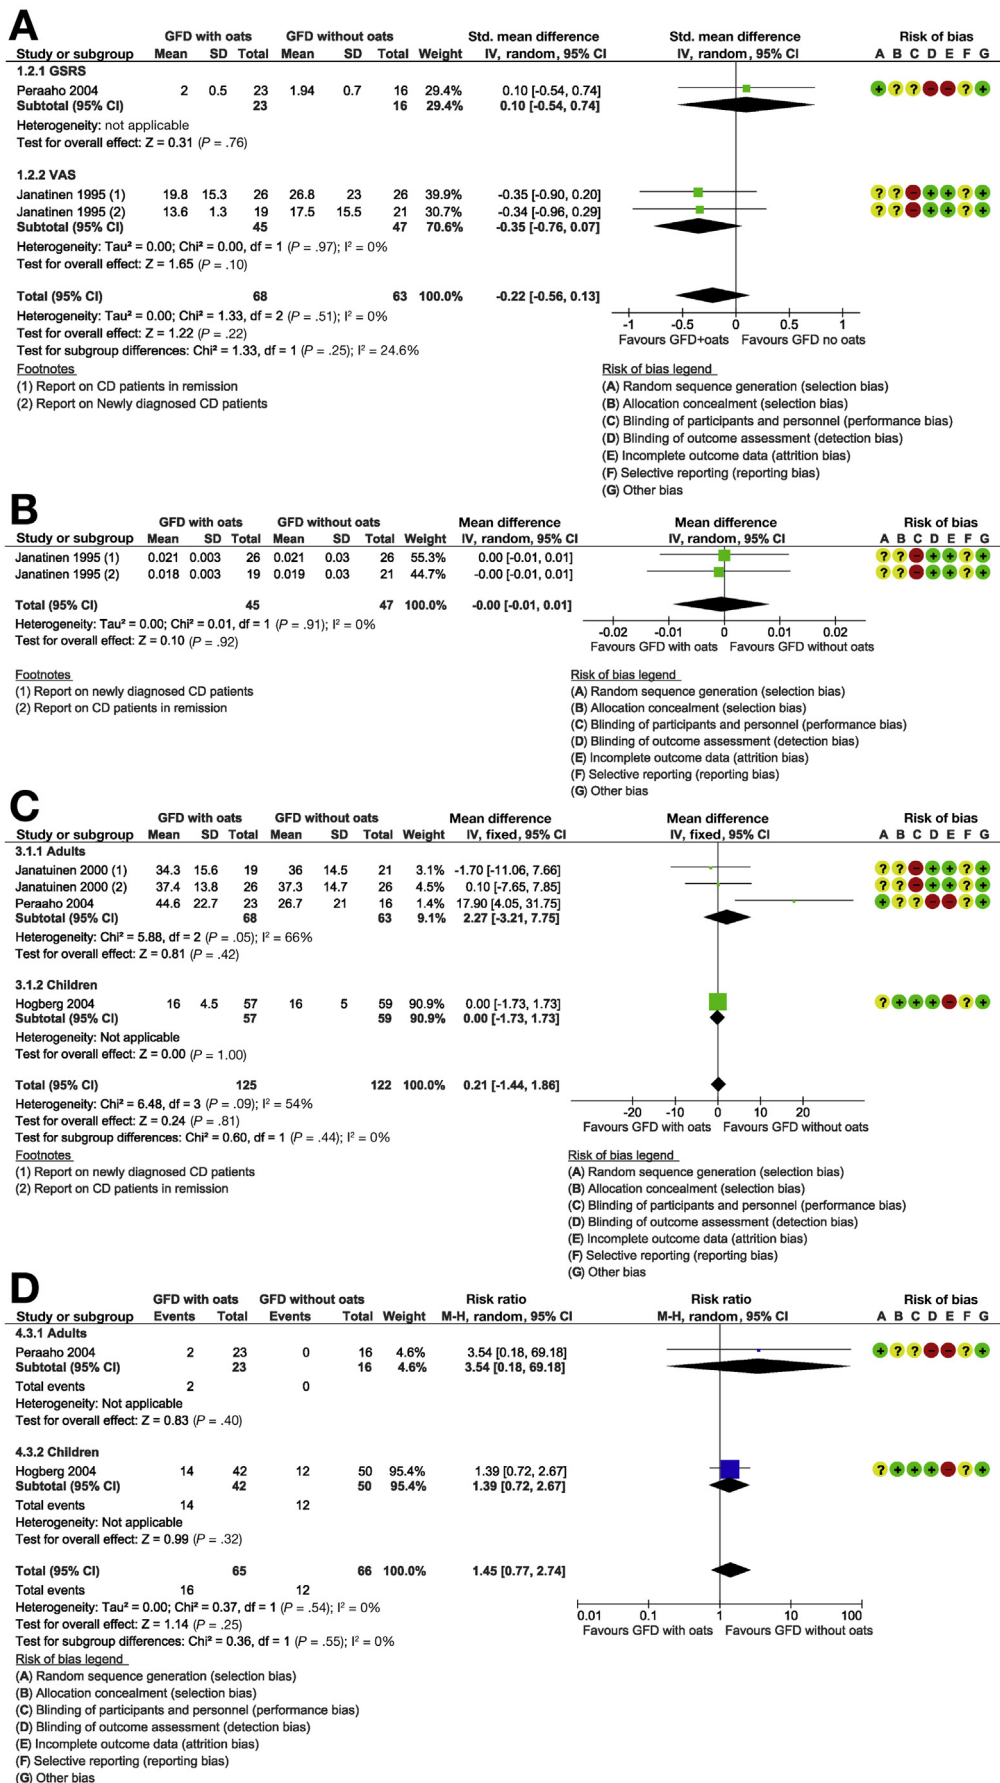 A
GFD with oats GFD without oats Std. mean difference Std. mean difference Risk of bias
Study or subgroup Mean SD Total Mean SD Total Weight IV, random, 95% CI IV, random, 95% CI A B C D E F G
1.2.1 GSRS
Peraaho 2004 2 0.5 23 1.94 0.7 16 29.4% 0.10 [-0.54, 0.74] + ? ? − − ? +
Subtotal (95% CI) 23 16 29.4% 0.10 [-0.54, 0.74]
Heterogeneity: not applicable
Test for overall effect: Z = 0.31 (P = .76)
1.2.2 VAS
Janatinen 1995 (1) 19.8 15.3 26 26.8 23 26 39.9% -0.35 [-0.90, 0.20] ? ? − + + ? +
Janatinen 1995 (2) 13.6 1.3 19 17.5 15.5 21 30.7% -0.34 [-0.96, 0.29] ? ? − + + ? +
Subtotal (95% CI) 45 47 70.6% -0.35 [-0.76, 0.07]
Heterogeneity: Tau² = 0.00; Chi² = 0.00, df = 1 (P = .97); I² = 0%
Test for overall effect: Z = 1.65 (P = .10)
Total (95% CI) 68 63 100.0% -0.22 [-0.56, 0.13]
Heterogeneity: Tau² = 0.00; Chi² = 1.33, df = 2 (P = .51); I² = 0%
Test for overall effect: Z = 1.22 (P = .22)
Test for subgroup differences: Chi² = 1.33, df = 1 (P = .25); I² = 24.6%
-1 -0.5 0 0.5 1
Favours GFD+oats Favours GFD no oats
Footnotes
(1) Report on CD patients in remission
(2) Report on Newly diagnosed CD patients
Risk of bias legend
(A) Random sequence generation (selection bias)
(B) Allocation concealment (selection bias)
(C) Blinding of participants and personnel (performance bias)
(D) Blinding of outcome assessment (detection bias)
(E) Incomplete outcome data (attrition bias)
(F) Selective reporting (reporting bias)
(G) Other bias
B
GFD with oats GFD without oats Mean difference Mean difference Risk of bias
Study or subgroup Mean SD Total Mean SD Total Weight IV, random, 95% CI IV, random, 95% CI A B C D E F G
Janatinen 1995 (1) 0.021 0.003 26 0.021 0.03 26 55.3% 0.00 [-0.01, 0.01] ? ? − + + ? +
Janatinen 1995 (2) 0.018 0.003 19 0.019 0.03 21 44.7% -0.00 [-0.01, 0.01] ? ? − + + ? +
Total (95% CI) 45 47 100.0% -0.00 [-0.01, 0.01]
Heterogeneity: Tau² = 0.00; Chi² = 0.01, df = 1 (P = .91); I² = 0%
Test for overall effect: Z = 0.10 (P = .92)
-0.02 -0.01 0 0.01 0.02
Favours GFD with oats Favours GFD without oats
Footnotes
(1) Report on newly diagnosed CD patients
(2) Report on CD patients in remission
Risk of bias legend
(A) Random sequence generation (selection bias)
(B) Allocation concealment (selection bias)
(C) Blinding of participants and personnel (performance bias)
(D) Blinding of outcome assessment (detection bias)
(E) Incomplete outcome data (attrition bias)
(F) Selective reporting (reporting bias)
(G) Other bias
C
GFD with oats GFD without oats Mean difference Mean difference Risk of bias
Study or subgroup Mean SD Total Mean SD Total Weight IV, fixed, 95% CI IV, fixed, 95% CI A B C D E F G
3.1.1 Adults
Janatuinen 2000 (1) 34.3 15.6 19 36 14.5 21 3.1% -1.70 [-11.06, 7.66] ? ? − + + ? +
Janatuinen 2000 (2) 37.4 13.8 26 37.3 14.7 26 4.5% 0.10 [-7.65, 7.85] ? ? − + + ? +
Peraaho 2004 44.6 22.7 23 26.7 21 16 1.4% 17.90 [4.05, 31.75] + ? ? − − ? +
Subtotal (95% CI) 68 63 9.1% 2.27 [-3.21, 7.75]
Heterogeneity: Chi² = 5.88, df = 2 (P = .05); I² = 66%
Test for overall effect: Z = 0.81 (P = .42)
3.1.2 Children
Hogberg 2004 16 4.5 57 16 5 59 90.9% 0.00 [-1.73, 1.73] ? + + + − ? +
Subtotal (95% CI) 57 59 90.9% 0.00 [-1.73, 1.73]
Heterogeneity: Not applicable
Test for overall effect: Z = 0.00 (P = 1.00)
Total (95% CI) 125 122 100.0% 0.21 [-1.44, 1.86]
Heterogeneity: Chi² = 6.48, df = 3 (P = .09); I² = 54%
Test for overall effect: Z = 0.24 (P = .81)
Test for subgroup differences: Chi² = 0.60, df = 1 (P = .44); I² = 0%
-20 -10 0 10 20
Favours GFD with oats Favours GFD without oats
Footnotes
(1) Report on newly diagnosed CD patients
(2) Report on CD patients in remission
Risk of bias legend
(A) Random sequence generation (selection bias)
(B) Allocation concealment (selection bias)
(C) Blinding of participants and personnel (performance bias)
(D) Blinding of outcome assessment (detection bias)
(E) Incomplete outcome data (attrition bias)
(F) Selective reporting (reporting bias)
(G) Other bias
D
GFD with oats GFD without oats Risk ratio Risk ratio Risk of bias
Study or subgroup Events Total Events Total Weight M-H, random, 95% CI M-H, random, 95% CI A B C D E F G
4.3.1 Adults
Peraaho 2004 2 23 0 16 4.6% 3.54 [0.18, 69.18] + ? ? − − ? +
Subtotal (95% CI) 23 16 4.6% 3.54 [0.18, 69.18]
Total events 2 0
Heterogeneity: Not applicable
Test for overall effect: Z = 0.83 (P = .40)
4.3.2 Children
Hogberg 2004 14 42 12 50 95.4% 1.39 [0.72, 2.67] ? + + + − ? +
Subtotal (95% CI) 42 50 95.4% 1.39 [0.72, 2.67]
Total events 14 12
Heterogeneity: Not applicable
Test for overall effect: Z = 0.99 (P = .32)
Total (95% CI) 65 66 100.0% 1.45 [0.77, 2.74]
Total events 16 12
Heterogeneity: Tau² = 0.00; Chi² = 0.37, df = 1 (P = .54); I² = 0%
Test for overall effect: Z = 1.14 (P = .25)
Test for subgroup differences: Chi² = 0.36, df = 1 (P = .55); I² = 0%
0.01 0.1 1 10 100
Favours GFD with oats Favours GFD without oats
Risk of bias legend
(A) Random sequence generation (selection bias)
(B) Allocation concealment (selection bias)
(C) Blinding of participants and personnel (performance bias)
(D) Blinding of outcome assessment (detection bias)
(E) Incomplete outcome data (attrition bias)
(F) Selective reporting (reporting bias)
(G) Other bias